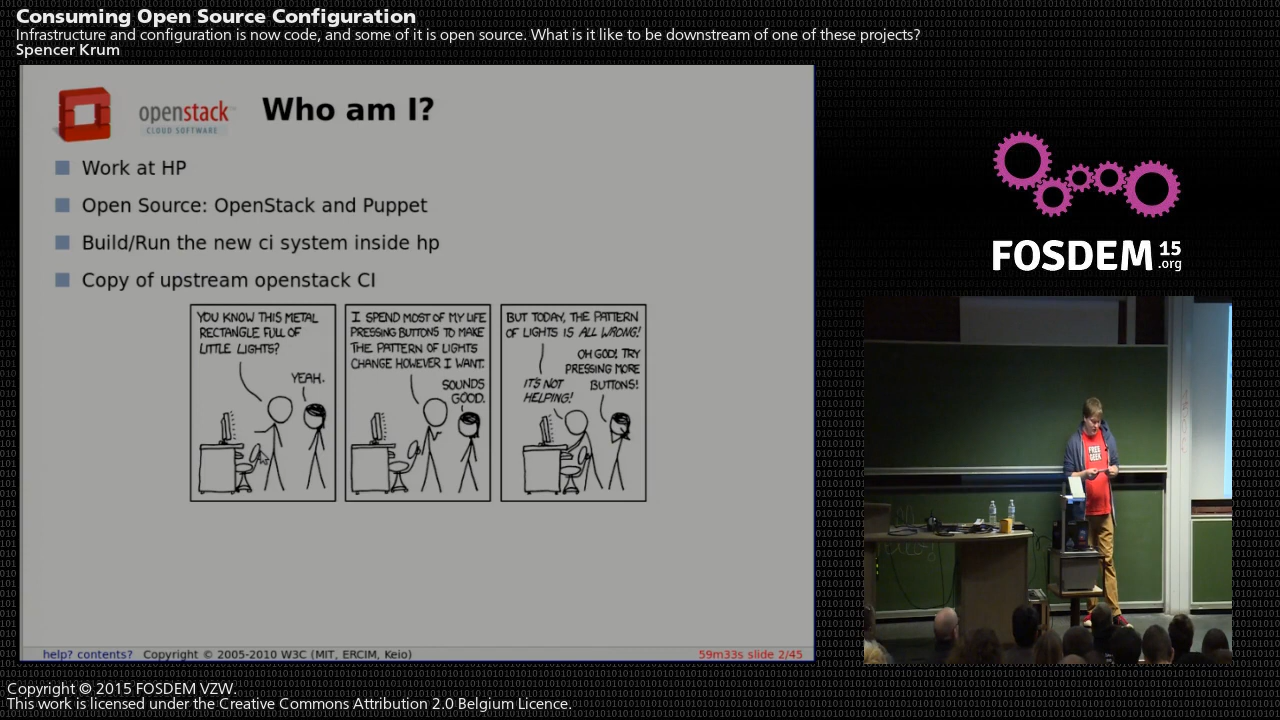 Consuming Open Source Configuration
Infrastructure and configuration is now code, and some of it is open source. What is it like to be downstream of one of these projects?
Spencer Krum
openstack
CLOUD SOFTWARE
Who am I?
Work at HP
Open Source: OpenStack and Puppet
Build/Run the new ci system inside hp
Copy of upstream openstack CI
YOU KNOW THIS METAL
RECTANGLE FULL OF
LITTLE LIGHTS?
YEAH.
I SPEND MOST OF MY LIFE
PRESSING BUTTONS TO MAKE
THE PATTERN OF LIGHTS
CHANGE HOWEVER I WANT.
SOUNDS
GOOD.
BUT TODAY, THE PATTERN
OF LIGHTS IS ALL WRONG!
OH GOD! TRY
PRESSING MORE
BUTTONS!
IT'S NOT
HELPING!
help? contents? Copyright © 2005-2010 W3C (MIT, ERCIM, Keio)
59m33s slide 2/45
FOSDEM 15
.org
FREE
GEEK
Copyright © 2015 FOSDEM VZW.
This work is licensed under the Creative Commons Attribution 2.0 Belgium Licence.